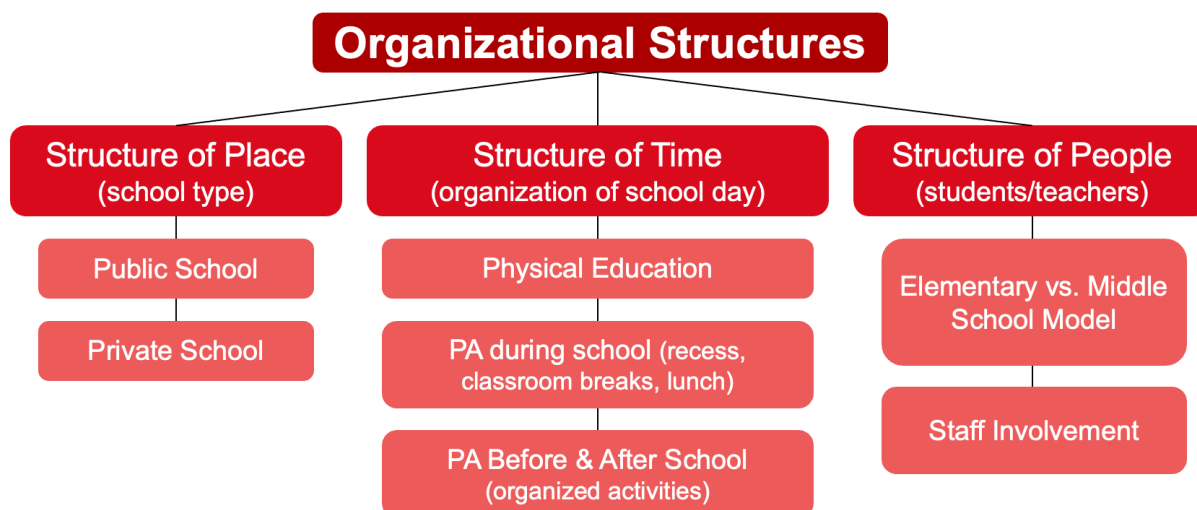 Organizational Structures
Structure of Place
(school type)
Public School
Private School
Structure of Time
(organization of school day)
Physical Education
PA during school (recess,
classroom breaks, lunch)
PA Before & After School
(organized activities)
Structure of People
(students/teachers)
Elementary vs. Middle
School Model
Staff Involvement